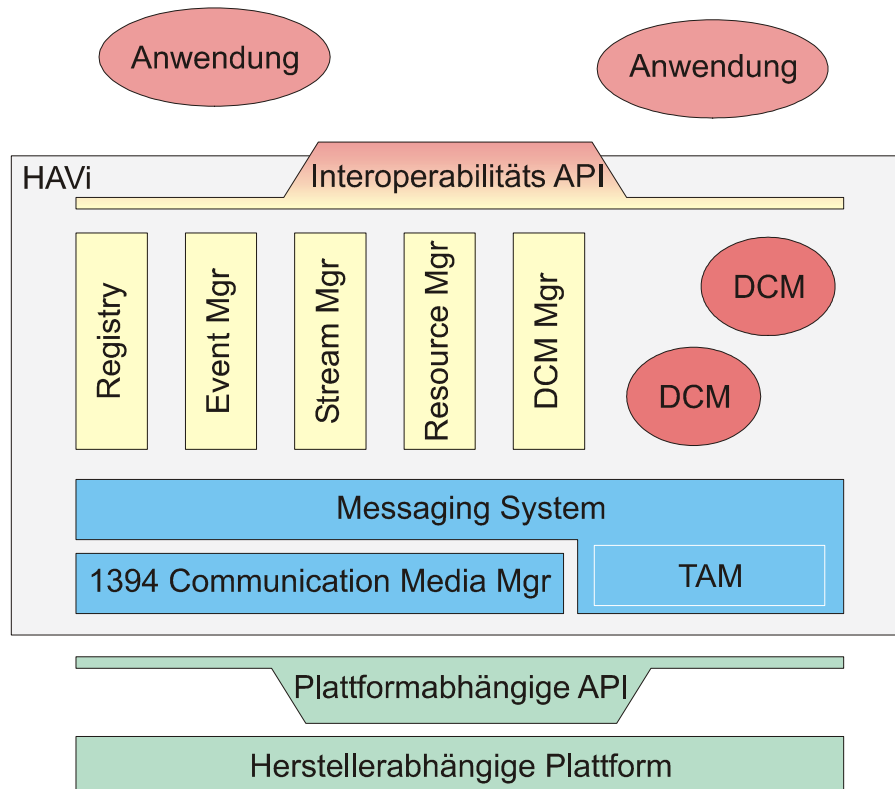 Anwendung
Anwendung
HAVi
Interoperabilitäts API
Registry
Event Mgr
Stream Mgr
Resource Mgr
DCM Mgr
DCM
DCM
Messaging System
1394 Communication Media Mgr
TAM
Plattformabhängige API
Herstellerabhängige Plattform